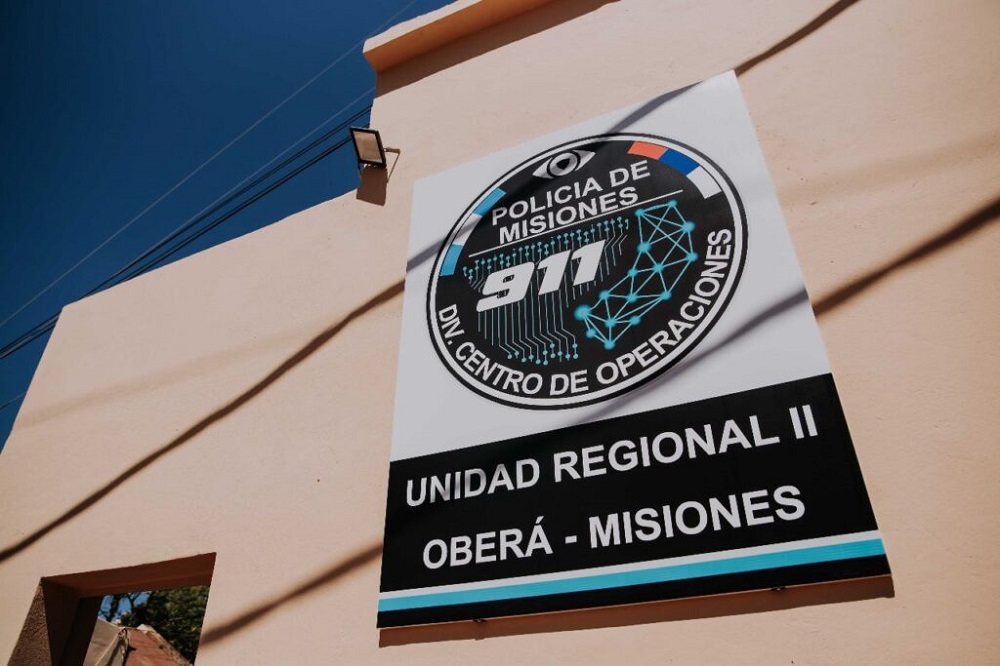 POLICIA DE
MISIONES
911
DIV. CENTRO DE OPERACIONES
UNIDAD REGIONAL II
OBERÁ - MISIONES